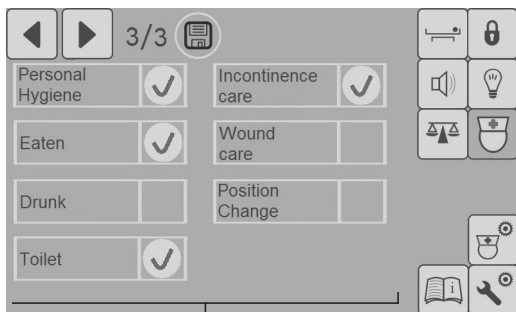 3/3
Personal
Hygiene
Incontinence
care
Eaten
Wound
care
Drunk
Position
Change
Toilet
i